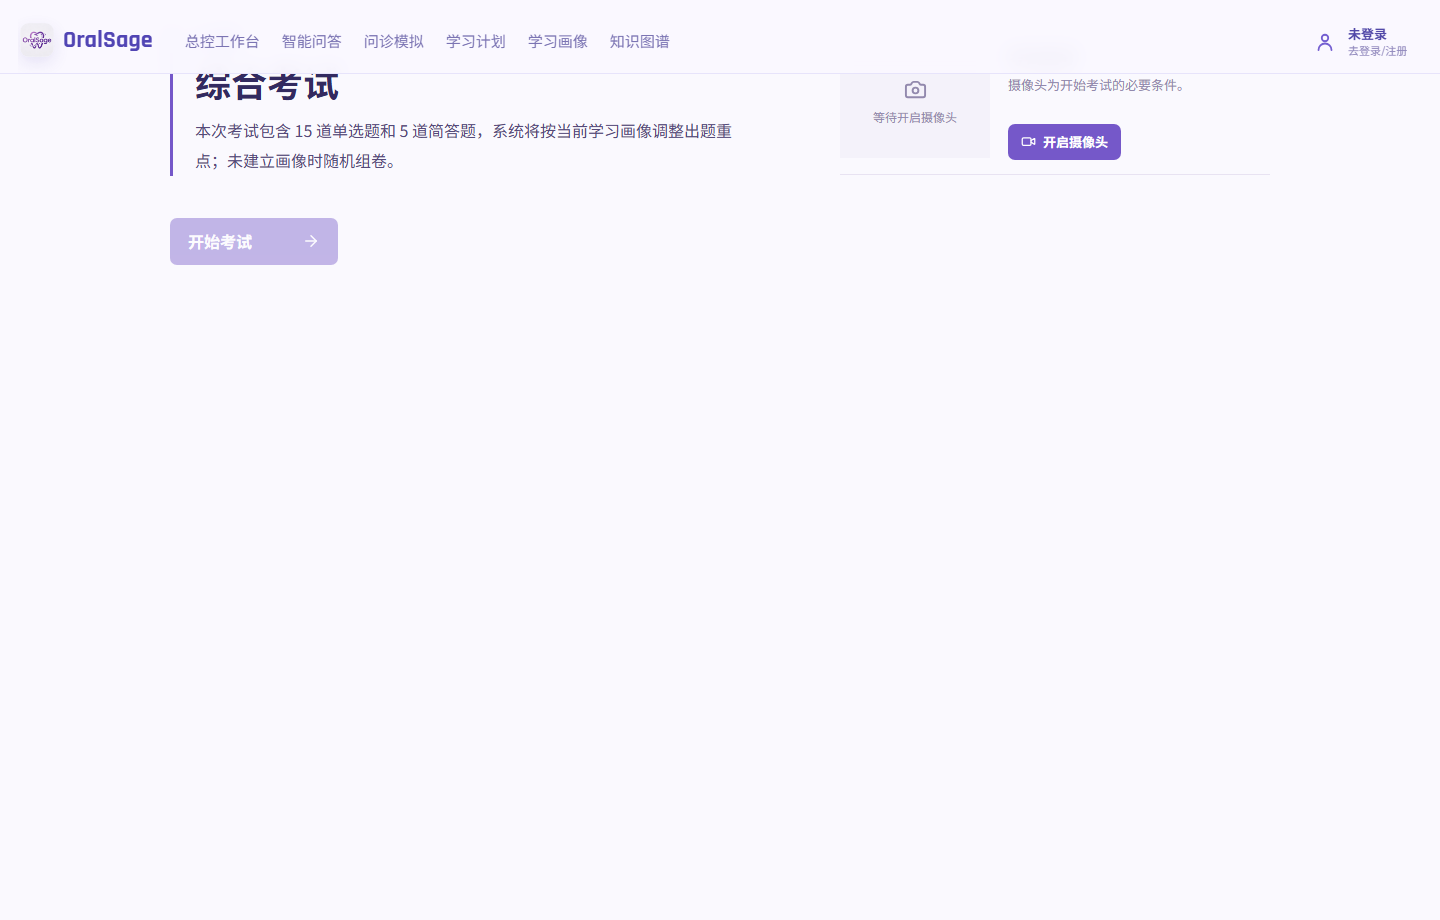 OralSage
OralSage
总控工作台
智能问答
问诊模拟
学习计划
学习画像
知识图谱
未登录
去登录/注册
综合考试
本次考试包含 15 道单选题和 5 道简答题，系统将按当前学习画像调整出题重
点；未建立画像时随机组卷。
开始考试
等待开启摄像头
摄像头为开始考试的必要条件。
开启摄像头